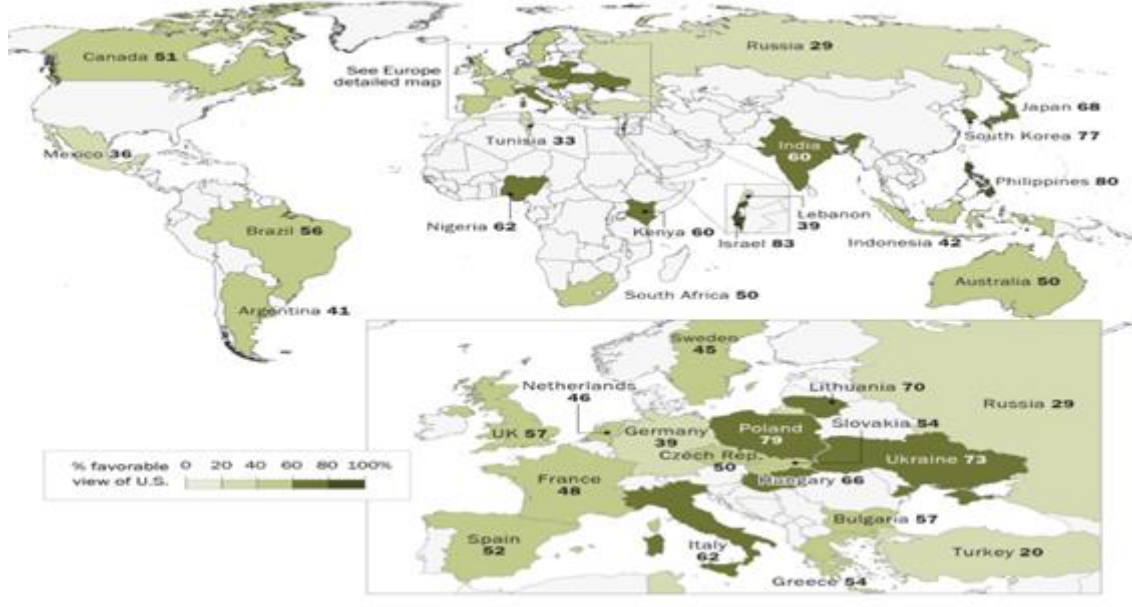 Canada 51
Russia 29
See Europe
detailed map
Japan 68
South Korea 77
Tunisia 33
India
60
Mexico 36
Philippines 80
Nigeria 62
Kenya 60
Lebanon
39
Israel 83
Indonesia 42
Brazil 56
Australia 50
South Africa 50
Argentina 41
Sweden
45
Netherlands
46
Lithuania 70
Russia 29
UK 57
Germany
39
Poland
79
Slovakia 54
Czech Rep.
50
Ukraine 73
% favorable
view of U.S.
0 20 40 60 80 100%
France
48
Hungary 66
Bulgaria 57
Spain
52
Italy
62
Turkey 20
Greece 54